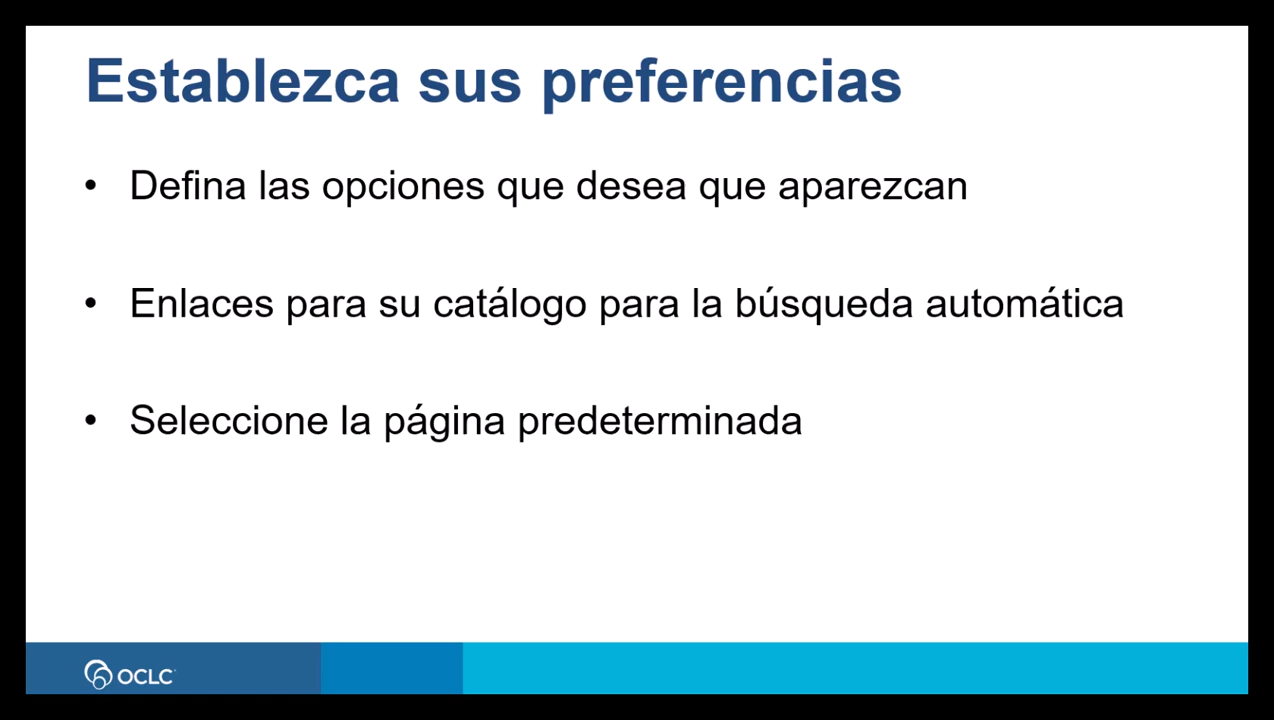 Establezca sus preferencias
• Defina las opciones que desea que aparezcan
• Enlaces para su catálogo para la búsqueda automática
• Seleccione la página predeterminada
OCLC